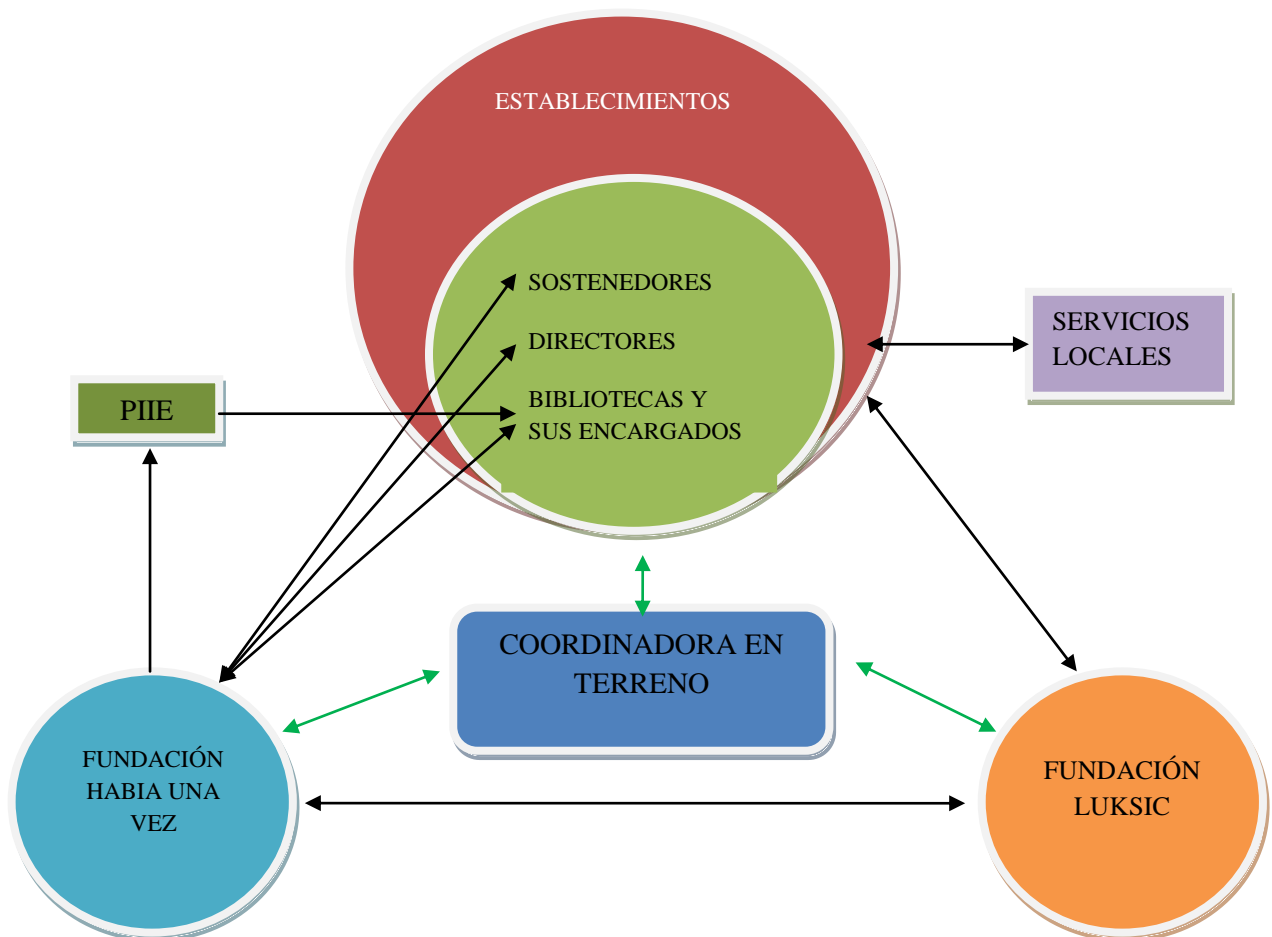 ESTABLECIMIENTOS
SOSTENEDORES
DIRECTORES
BIBLIOTECAS Y
SUS ENCARGADOS
SERVICIOS
LOCALES
PIIE
COORDINADORA EN
TERRENO
FUNDACIÓN
HABIA UNA
VEZ
FUNDACIÓN
LUKSIC